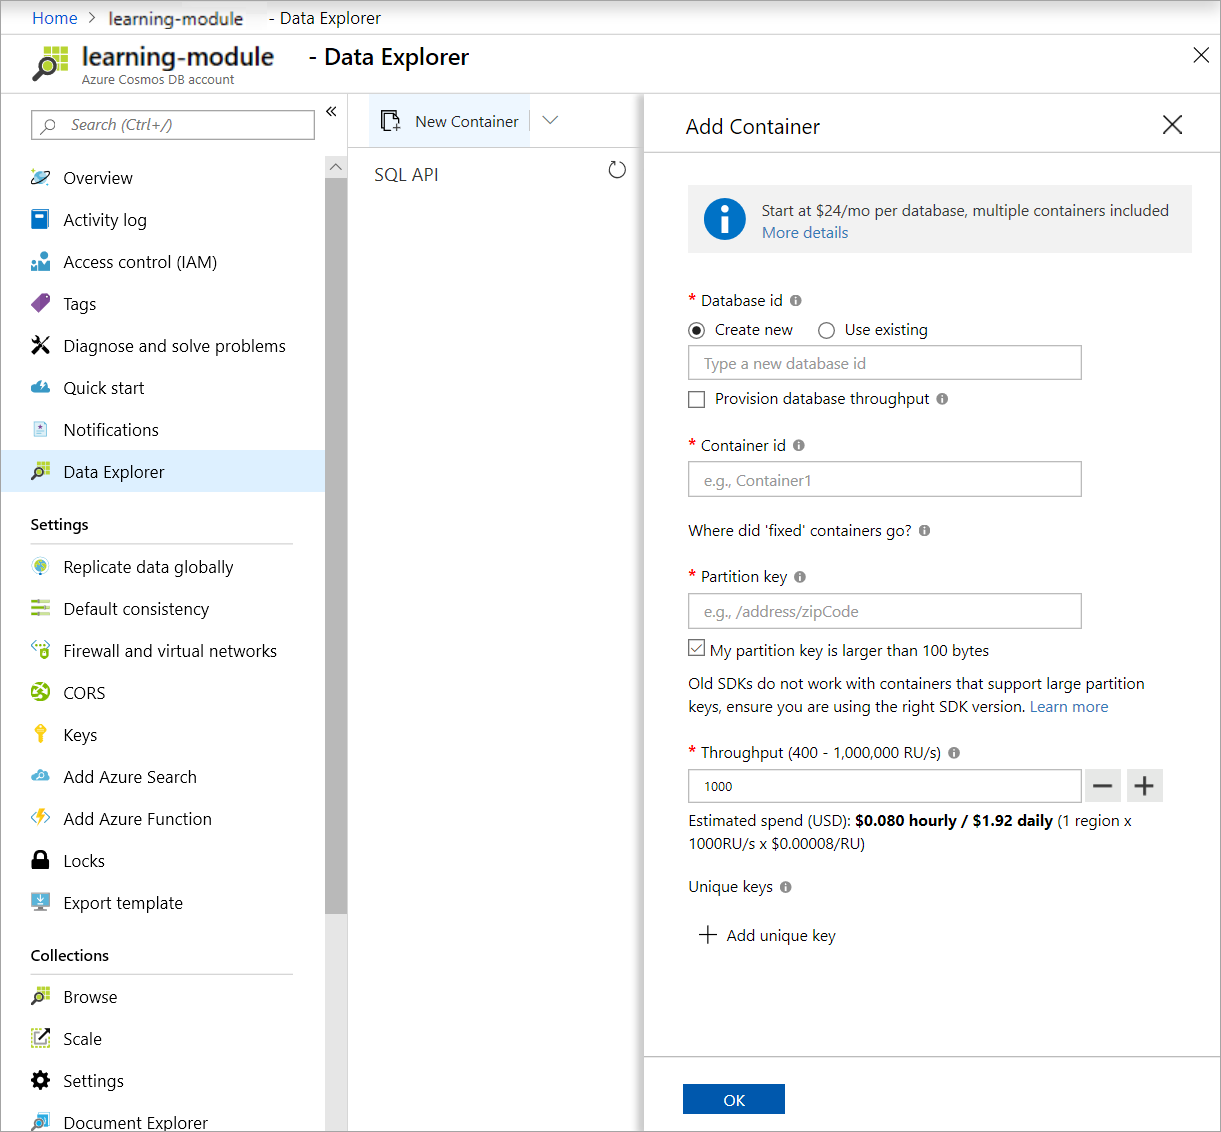 Home > learning-module - Data Explorer
learning-module - Data Explorer
Azure Cosmos DB account
Search (Ctrl+/)
«
Overview
Activity log
Access control (IAM)
Tags
Diagnose and solve problems
Quick start
Notifications
Data Explorer
Settings
Replicate data globally
Default consistency
Firewall and virtual networks
CORS
Keys
Add Azure Search
Add Azure Function
Locks
Export template
Collections
Browse
Scale
Settings
Document Explorer
New Container
SQL API
Add Container
Start at $24/mo per database, multiple containers included
More details
* Database id
Create new Use existing
Type a new database id
Provision database throughput
* Container id
e.g., Container1
Where did 'fixed' containers go?
* Partition key
e.g., /address/zipCode
My partition key is larger than 100 bytes
Old SDKs do not work with containers that support large partition
keys, ensure you are using the right SDK version. Learn more
* Throughput (400 - 1,000,000 RU/s)
1000
Estimated spend (USD): $0.080 hourly / $1.92 daily (1 region x
1000RU/s x $0.00008/RU)
Unique keys
Add unique key
OK